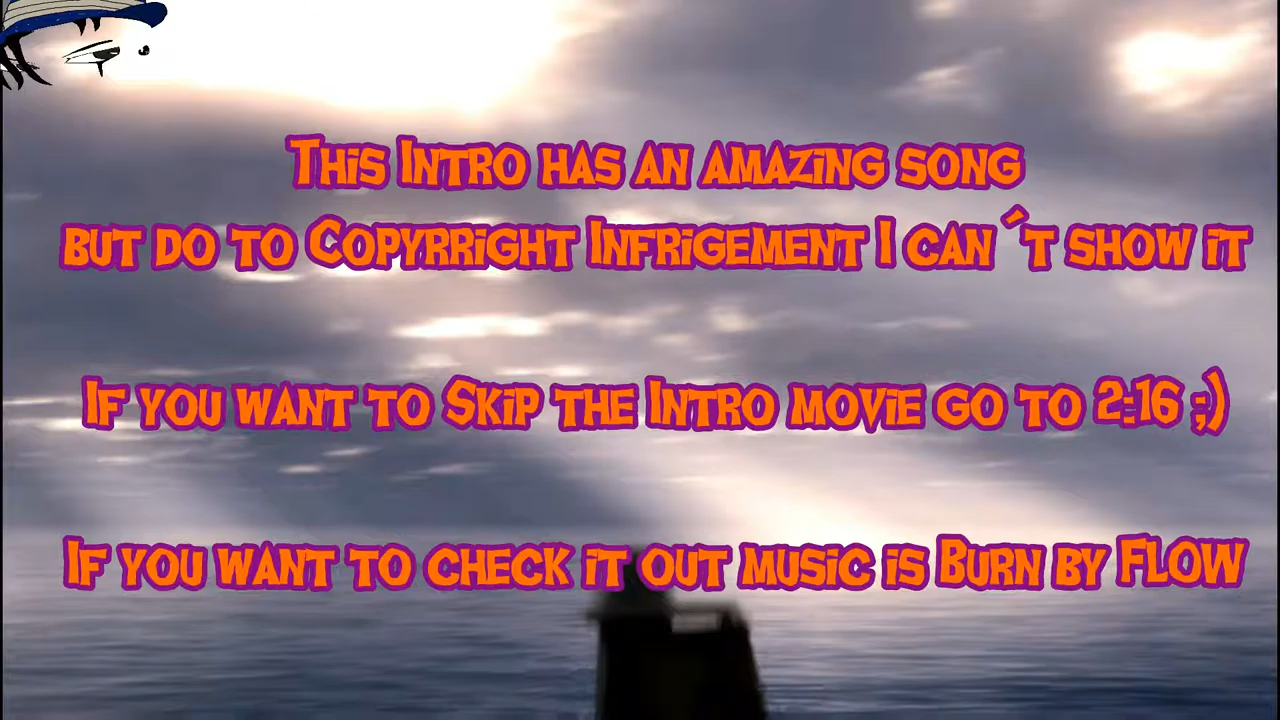 This Intro has an amazing song
but do to Copyrright Infrigement I can´t show it
If you want to Skip the Intro movie go to 2:16 ;)
If you want to check it out music is Burn by FLOW